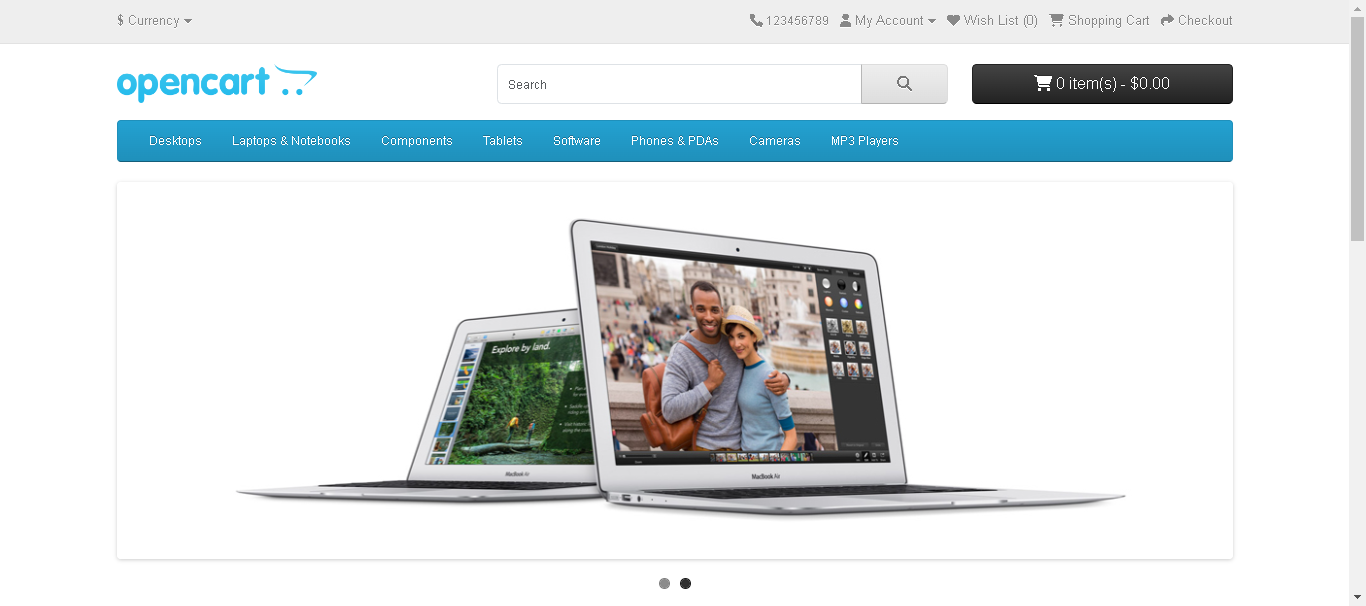 $ Currency
123456789 My Account Wish List (0) Shopping Cart Checkout
opencart
Search
0 item(s) - $0.00
Desktops Laptops & Notebooks Components Tablets Software Phones & PDAs Cameras MP3 Players
Explore by land.
MacBook Air
MacBook Air